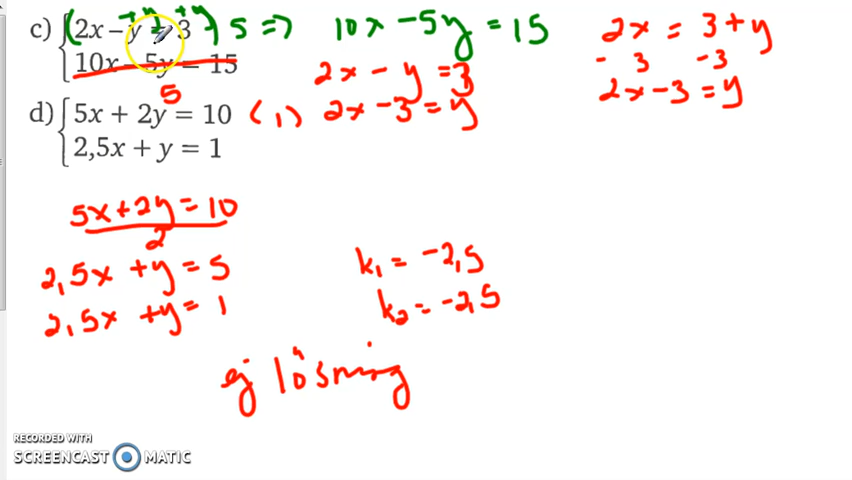 c) (2x − y = 3) 5 => 10x − 5y = 15
+y +y
10x − 5y = 15
5
2x − y = 3
2x − 3 = y
2x = 3 + y
− 3 −3
2x − 3 = y
d) 5x + 2y = 10 (1)
2,5x + y = 1
5x + 2y = 10
2
2,5x + y = 5
2,5x + y = 1
k₁ = −2,5
k₂ = −2,5
ej lösning
RECORDED WITH
SCREENCAST MATIC